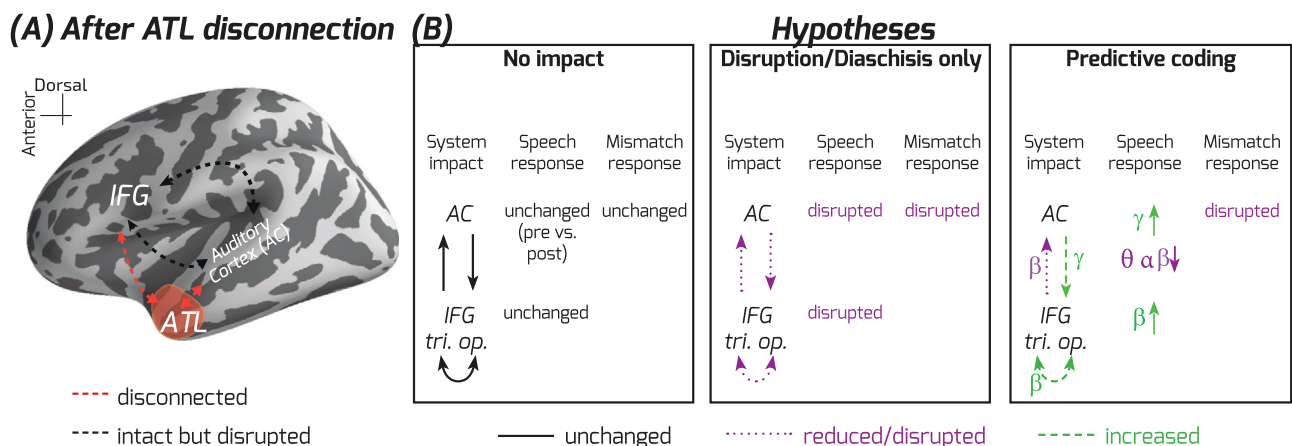 (A) After ATL disconnection
(B)
Hypotheses
Dorsal
Anterior
IFG
Auditory
Cortex (AC)
ATL
disconnected
intact but disrupted
No impact
System impact
Speech response
Mismatch response
AC
unchanged (pre vs. post)
unchanged
IFG
tri. op.
unchanged
Disruption/Diaschisis only
System impact
Speech response
Mismatch response
AC
disrupted
disrupted
IFG
tri. op.
disrupted
Predictive coding
System impact
Speech response
Mismatch response
AC
γ
disrupted
β
γ
θ α β
IFG
tri. op.
β
β
unchanged
reduced/disrupted
increased